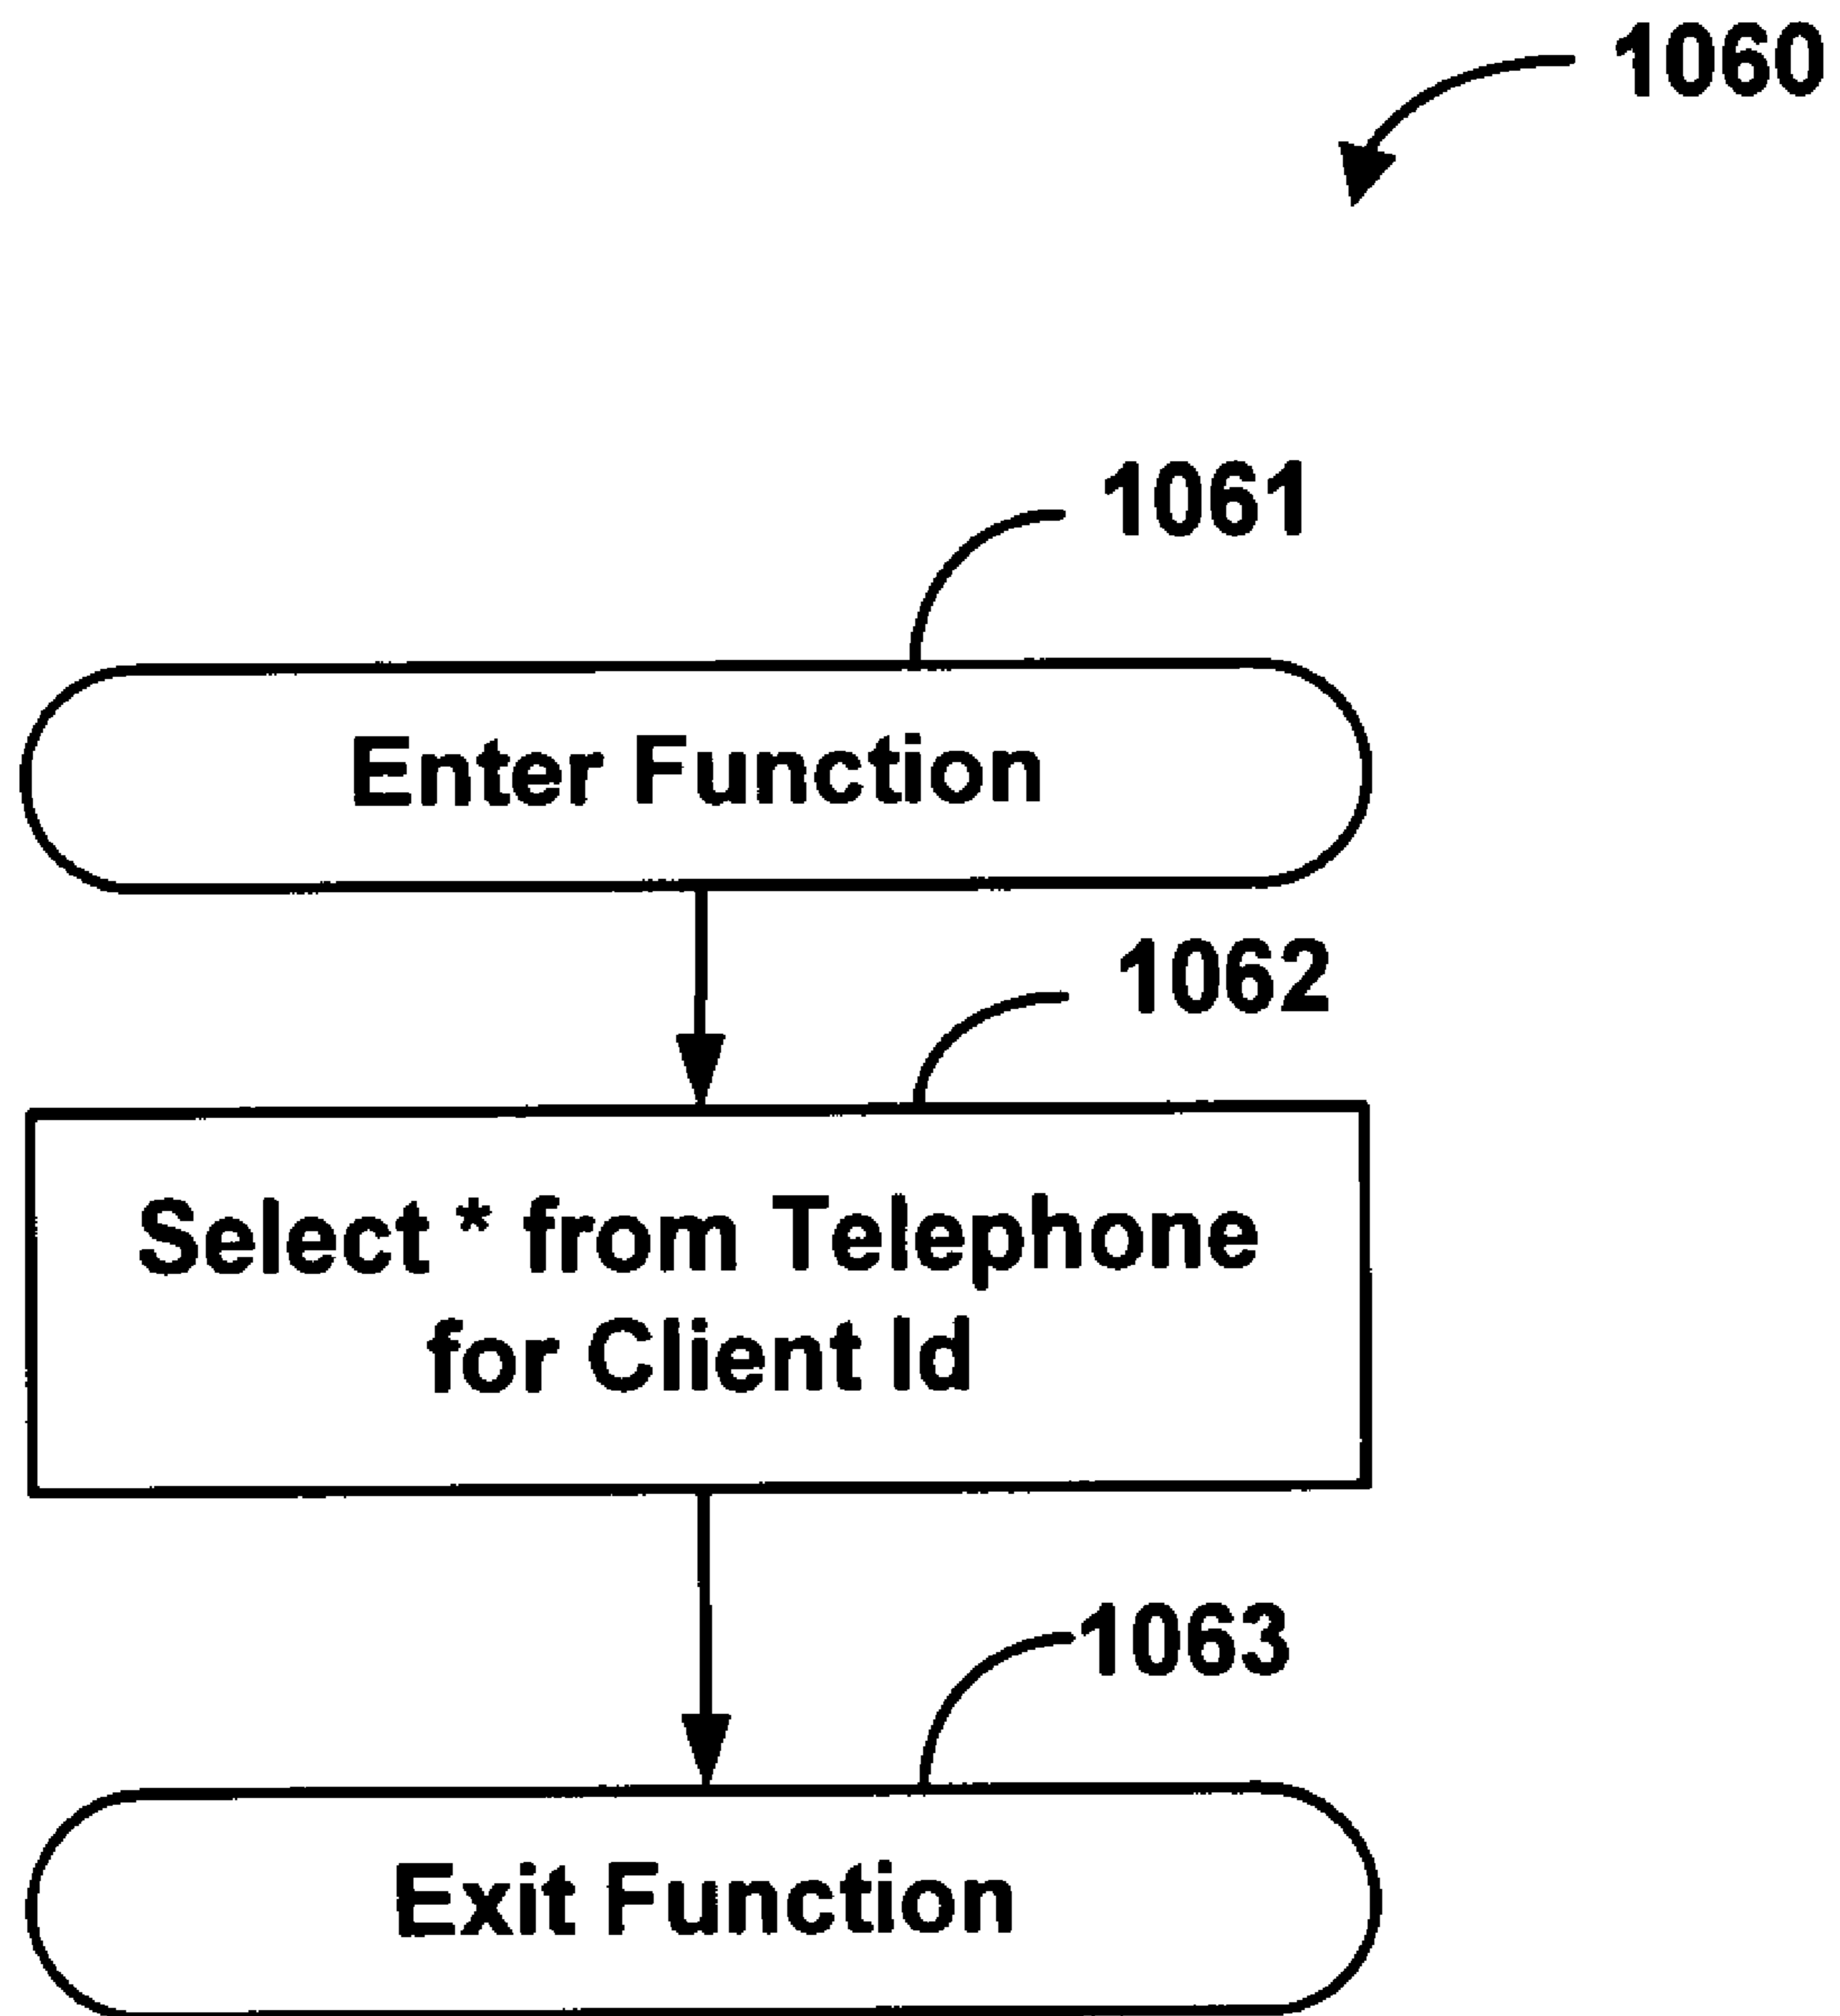 1060
1061
Enter Function
1062
Select * from Telephone
for Client Id
1063
Exit Function